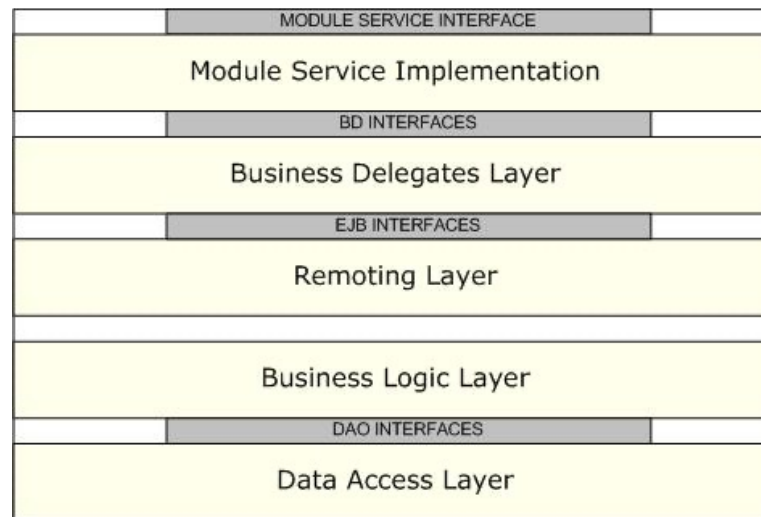 MODULE SERVICE INTERFACE
Module Service Implementation
BD INTERFACES
Business Delegates Layer
EJB INTERFACES
Remoting Layer
Business Logic Layer
DAO INTERFACES
Data Access Layer